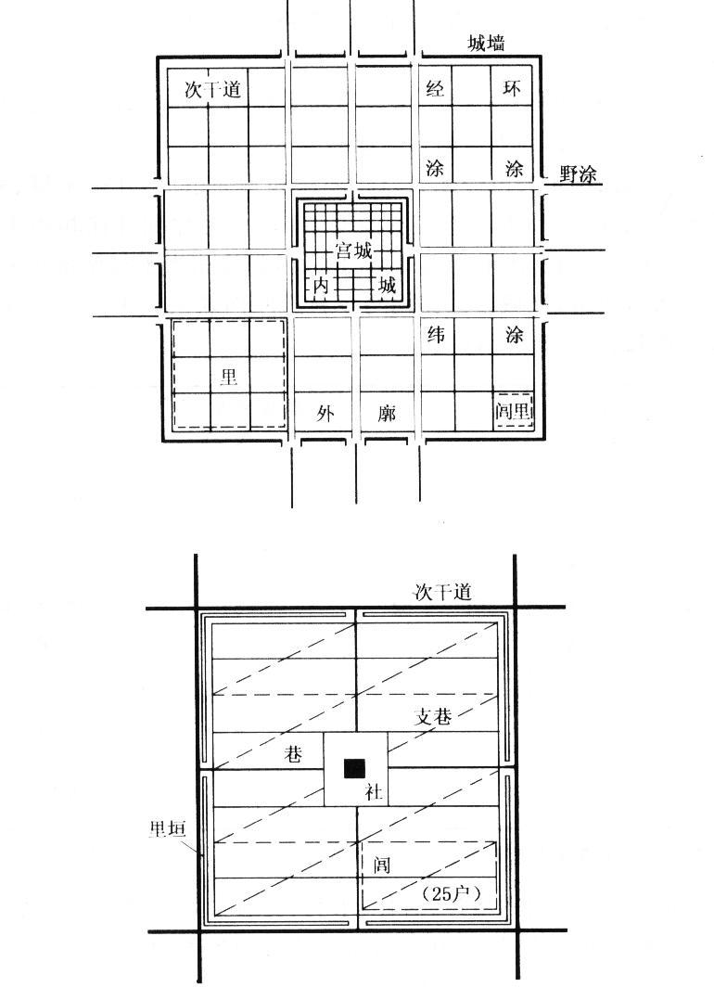 城墙
次干道
经
环
涂
涂
野涂
宫城
内
城
纬
涂
里
外
廓
闾里
次干道
支巷
巷
社
里垣
闾
(25户)